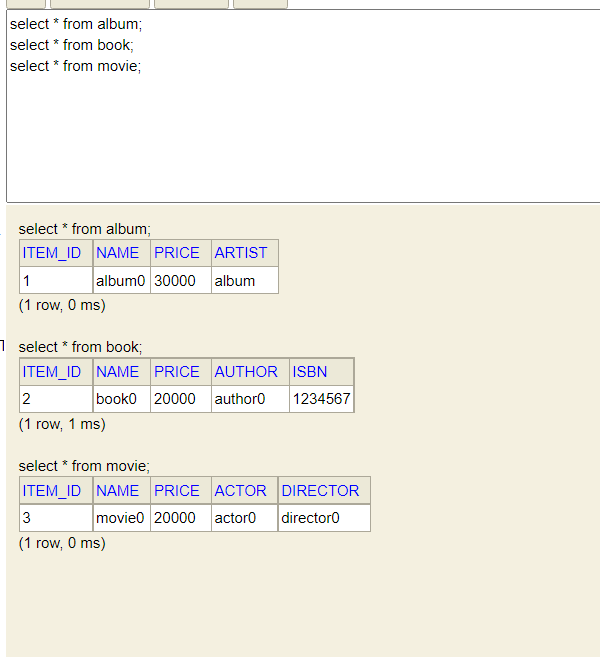 select * from album;
select * from book;
select * from movie;
select * from album;
ITEM_ID NAME PRICE ARTIST
1 album0 30000 album
(1 row, 0 ms)
select * from book;
ITEM_ID NAME PRICE AUTHOR ISBN
2 book0 20000 author0 1234567
(1 row, 1 ms)
select * from movie;
ITEM_ID NAME PRICE ACTOR DIRECTOR
3 movie0 20000 actor0 director0
(1 row, 0 ms)